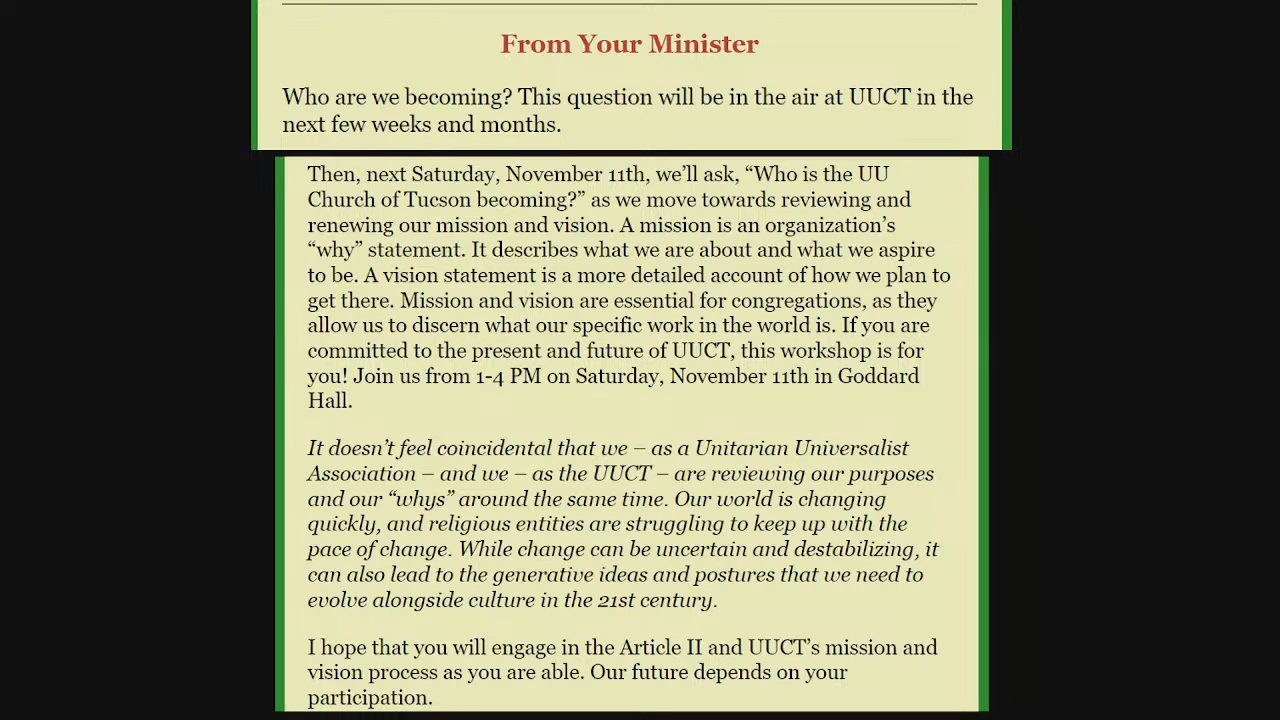 From Your Minister
Who are we becoming? This question will be in the air at UUCT in the
next few weeks and months.
Then, next Saturday, November 11th, we’ll ask, “Who is the UU
Church of Tucson becoming?” as we move towards reviewing and
renewing our mission and vision. A mission is an organization’s
“why” statement. It describes what we are about and what we aspire
to be. A vision statement is a more detailed account of how we plan to
get there. Mission and vision are essential for congregations, as they
allow us to discern what our specific work in the world is. If you are
committed to the present and future of UUCT, this workshop is for
you! Join us from 1-4 PM on Saturday, November 11th in Goddard
Hall.
It doesn’t feel coincidental that we – as a Unitarian Universalist
Association – and we – as the UUCT – are reviewing our purposes
and our “whys” around the same time. Our world is changing
quickly, and religious entities are struggling to keep up with the
pace of change. While change can be uncertain and destabilizing, it
can also lead to the generative ideas and postures that we need to
evolve alongside culture in the 21st century.
I hope that you will engage in the Article II and UUCT’s mission and
vision process as you are able. Our future depends on your
participation.